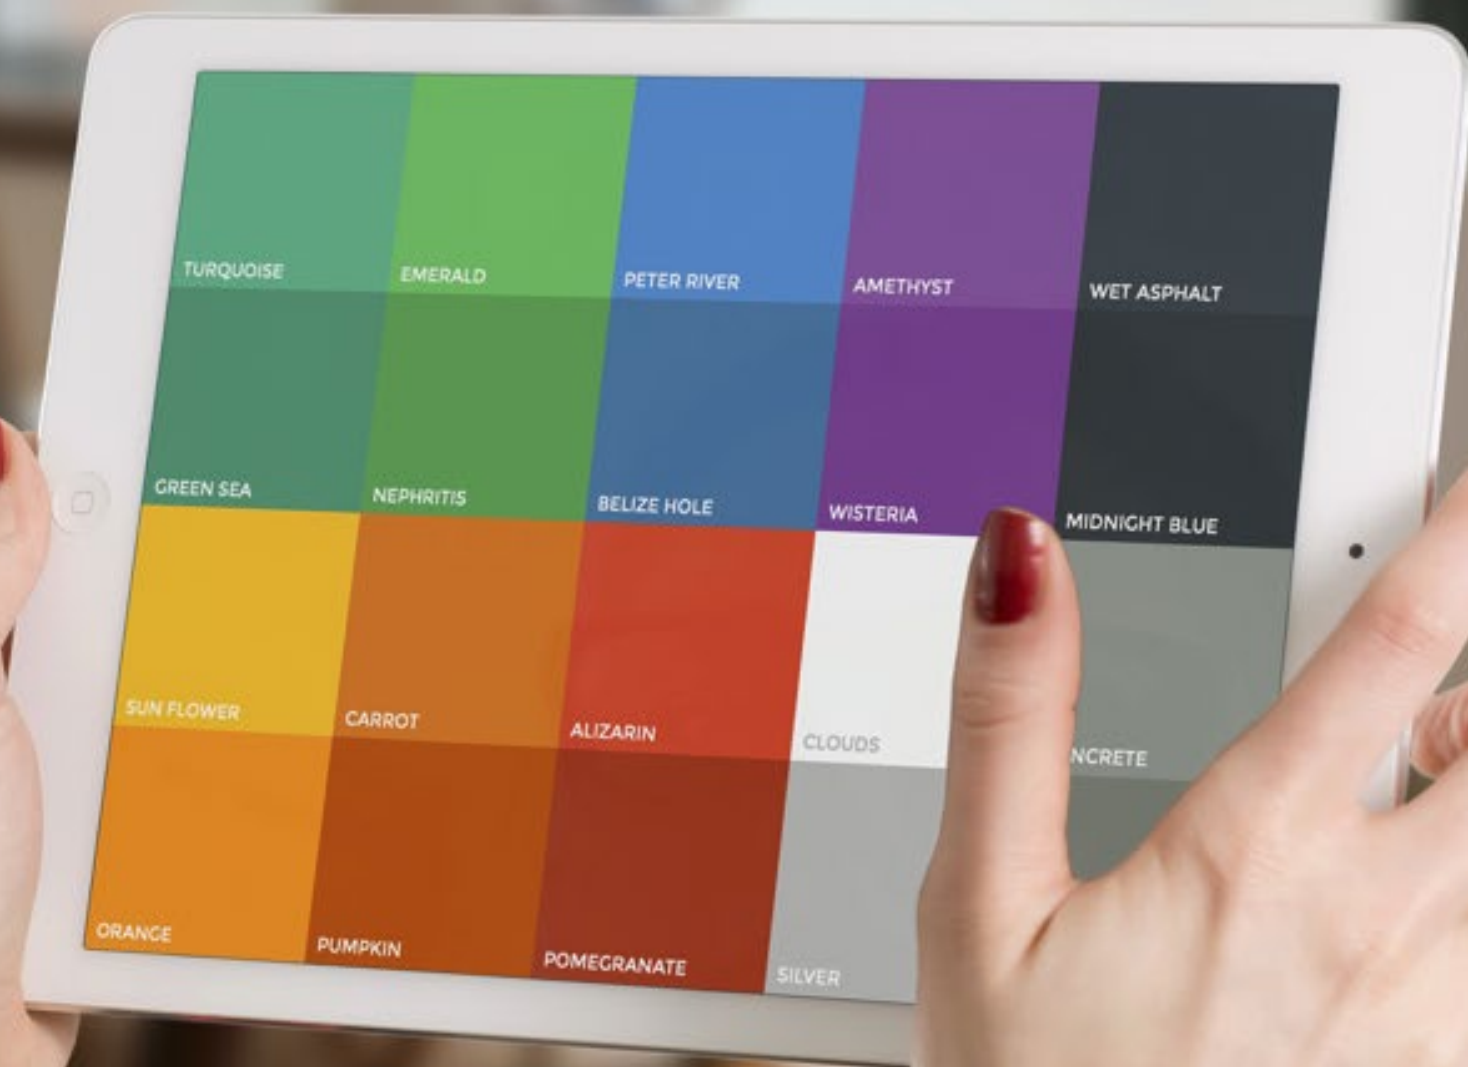 TURQUOISE
EMERALD
PETER RIVER
AMETHYST
WET ASPHALT
GREEN SEA
NEPHRITIS
BELIZE HOLE
WISTERIA
MIDNIGHT BLUE
SUN FLOWER
CARROT
ALIZARIN
CLOUDS
NCRETE
ORANGE
PUMPKIN
POMEGRANATE
SILVER